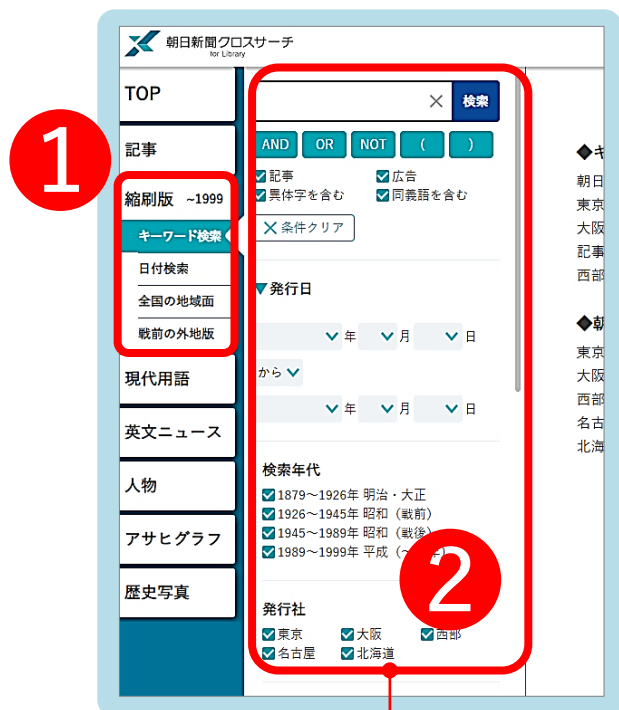 朝日新聞クロスサーチ
for Library
1
TOP
記事
縮刷版 ~1999
キーワード検索
日付検索
全国の地域面
戦前の外地版
現代用語
英文ニュース
人物
アサヒグラフ
歴史写真
検索
AND OR NOT ( )
記事 広告
異体字を含む 同義語を含む
条件クリア
発行日
年 月 日
から
年 月 日
検索年代
1879～1926年 明治・大正
1926～1945年 昭和（戦前）
1945～1989年 昭和（戦後）
1989～1999年 平成（～
2
発行社
東京 大阪 西部
名古屋 北海道
◆キ
朝日
東京
大阪
記事
西部
◆朝
東京
大阪
西部
名古
北海